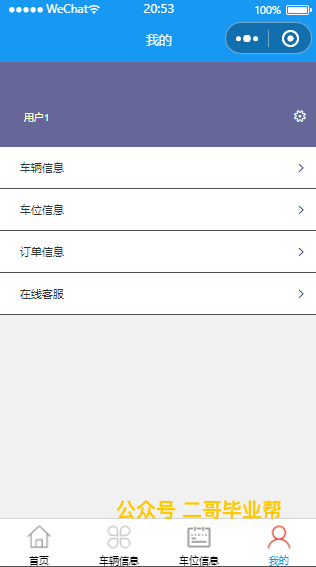 WeChat 20:53 100%
我的
用户1
车辆信息
车位信息
订单信息
在线客服
公众号 二哥毕业帮
首页 车辆信息 车位信息 我的